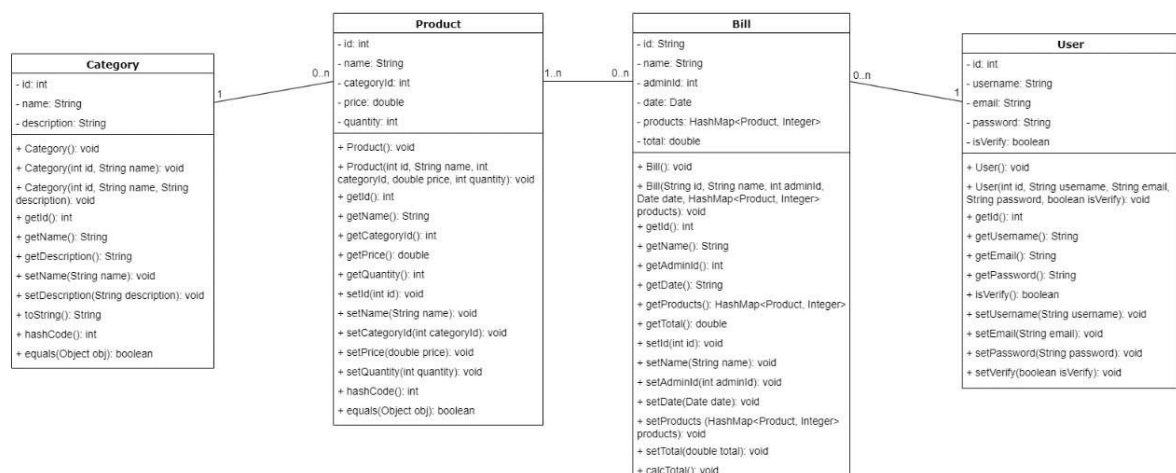 Category
- id: int
- name: String
- description: String
+ Category(): void
+ Category(int id, String name): void
+ Category(int id, String name, String
description): void
+ getId(): int
+ getName(): String
+ getDescription(): String
+ setName(String name): void
+ setDescription(String description): void
+ toString(): String
+ hashCode(): int
+ equals(Object obj): boolean
1
0..n
Product
- id: int
- name: String
- categoryId: int
- price: double
- quantity: int
+ Product(): void
+ Product(int id, String name, int
categoryId, double price, int quantity): void
+ getId(): int
+ getName(): String
+ getCategoryId(): int
+ getPrice(): double
+ getQuantity(): int
+ setId(int id): void
+ setName(String name): void
+ setCategoryId(int categoryId): void
+ setPrice(double price): void
+ setQuantity(int quantity): void
+ hashCode(): int
+ equals(Object obj): boolean
1..n
0..n
Bill
- id: String
- name: String
- adminId: int
- date: Date
- products: HashMap<Product, Integer>
- total: double
+ Bill(): void
+ Bill(String id, String name, int adminId,
Date date, HashMap<Product, Integer>
products): void
+ getId(): int
+ getName(): String
+ getAdminId(): int
+ getDate(): String
+ getProducts(): HashMap<Product, Integer>
+ getTotal(): double
+ setId(int id): void
+ setName(String name): void
+ setAdminId(int adminId): void
+ setDate(Date date): void
+ setProducts (HashMap<Product, Integer>
products): void
+ setTotal(double total): void
+ calcTotal(): void
0..n
1
User
- id: int
- username: String
- email: String
- password: String
- isVerify: boolean
+ User(): void
+ User(int id, String username, String email,
String password, boolean isVerify): void
+ getId(): int
+ getUsername(): String
+ getEmail(): String
+ getPassword(): String
+ isVerify(): boolean
+ setUsername(String username): void
+ setEmail(String email): void
+ setPassword(String password): void
+ setVerify(boolean isVerify): void